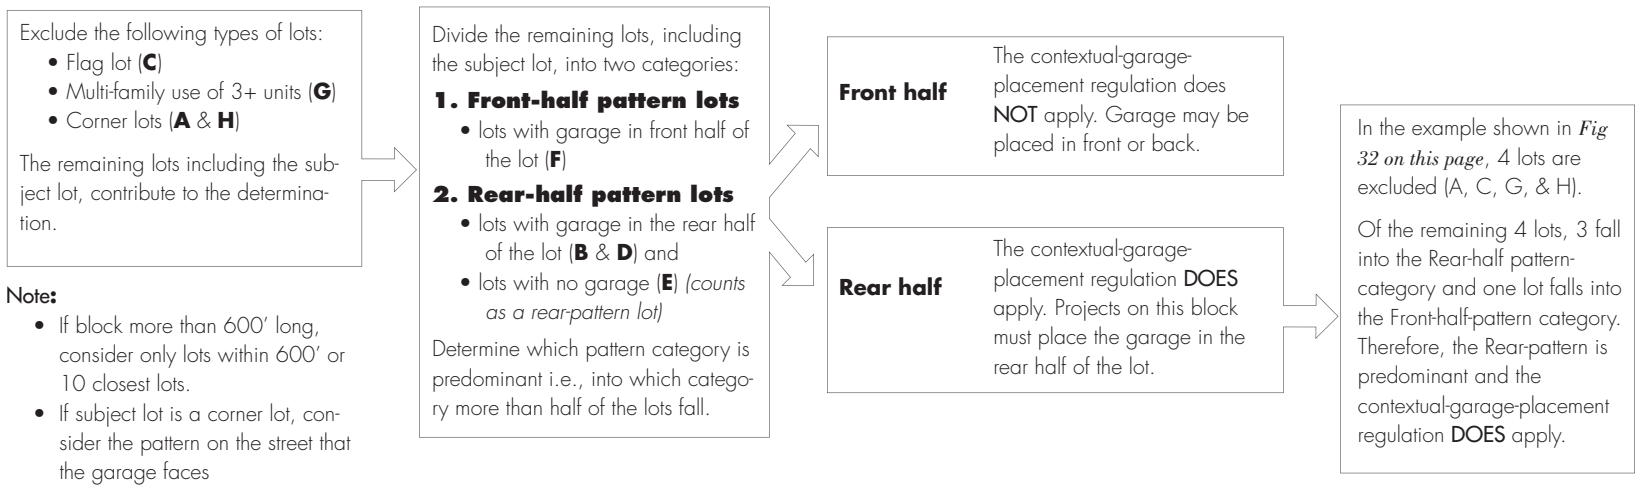 Exclude the following types of lots:
• Flag lot (C)
• Multi-family use of 3+ units (G)
• Corner lots (A & H)
The remaining lots including the sub-
ject lot, contribute to the determina-
tion.
Note:
• If block more than 600’ long,
consider only lots within 600’ or
10 closest lots.
• If subject lot is a corner lot, con-
sider the pattern on the street that
the garage faces
Divide the remaining lots, including
the subject lot, into two categories:
1. Front-half pattern lots
• lots with garage in front half of
the lot (F)
2. Rear-half pattern lots
• lots with garage in the rear half
of the lot (B & D) and
• lots with no garage (E) (counts
as a rear-pattern lot)
Determine which pattern category is
predominant i.e., into which catego-
ry more than half of the lots fall.
Front half
The contextual-garage-
placement regulation does
NOT apply. Garage may be
placed in front or back.
Rear half
The contextual-garage-
placement regulation DOES
apply. Projects on this block
must place the garage in the
rear half of the lot.
In the example shown in Fig
32 on this page, 4 lots are
excluded (A, C, G, & H).
Of the remaining 4 lots, 3 fall
into the Rear-half pattern-
category and one lot falls into
the Front-half-pattern category.
Therefore, the Rear-pattern is
predominant and the
contextual-garage-placement
regulation DOES apply.